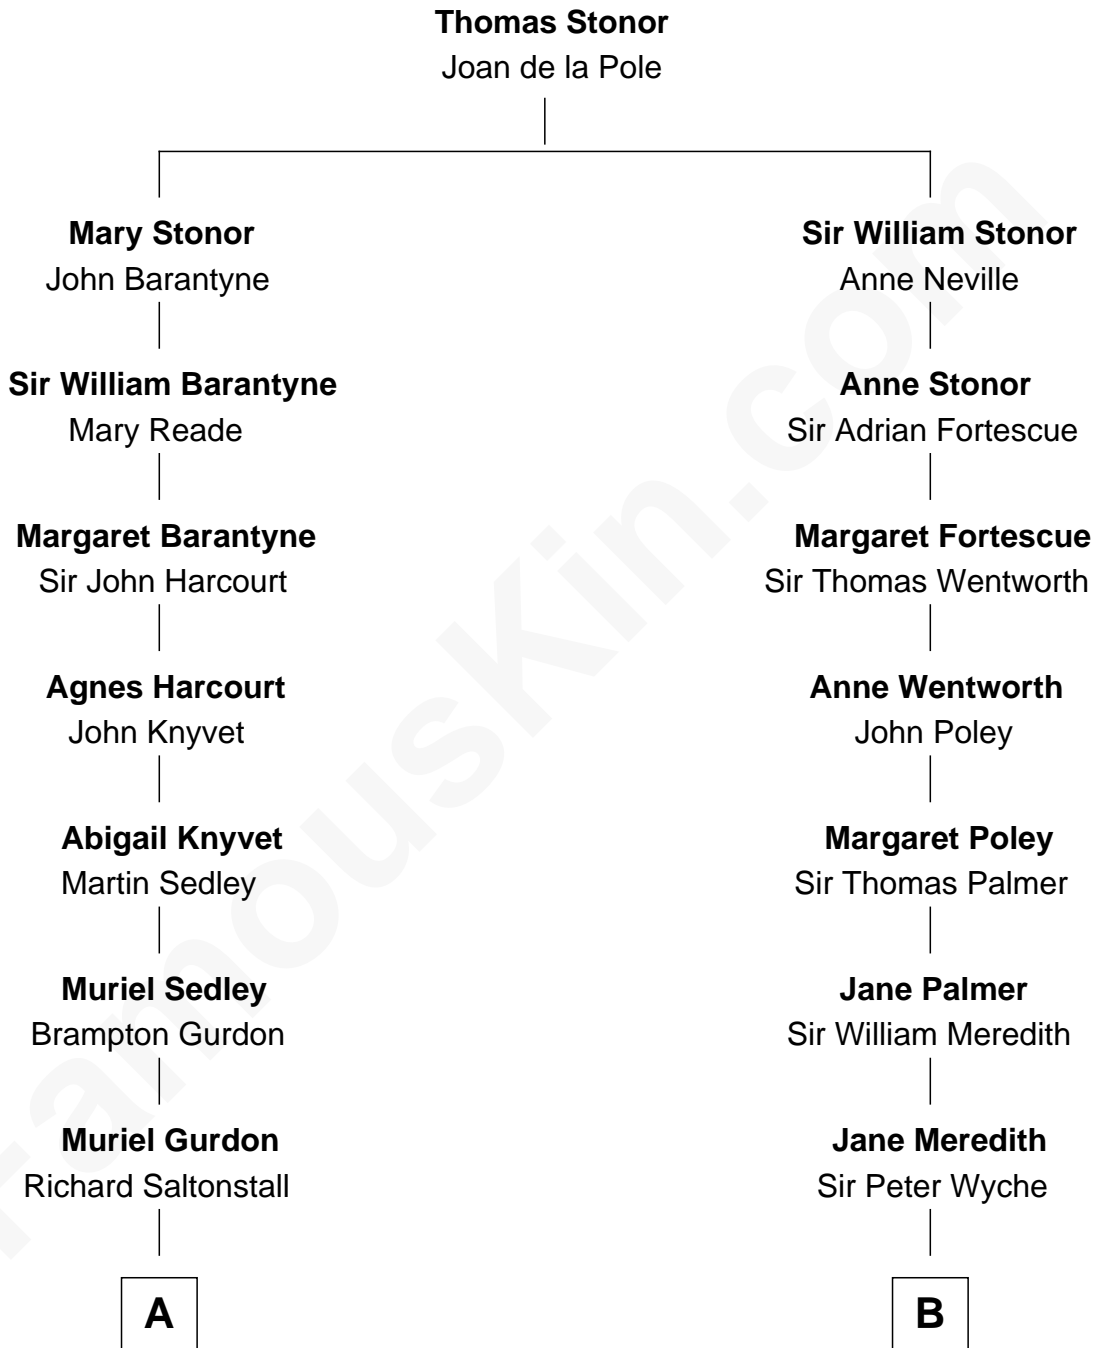 Thomas Stonor
Joan de la Pole
Mary Stonor
John Barantyne
Sir William Stonor
Anne Neville
Sir William Barantyne
Mary Reade
Anne Stonor
Sir Adrian Fortescue
Margaret Barantyne
Sir John Harcourt
Margaret Fortescue
Sir Thomas Wentworth
Agnes Harcourt
John Knyvet
Anne Wentworth
John Poley
Abigail Knyvet
Martin Sedley
Margaret Poley
Sir Thomas Palmer
Muriel Sedley
Brampton Gurdon
Jane Palmer
Sir William Meredith
Muriel Gurdon
Richard Saltonstall
Jane Meredith
Sir Peter Wyche
A
B
FamousKin.com